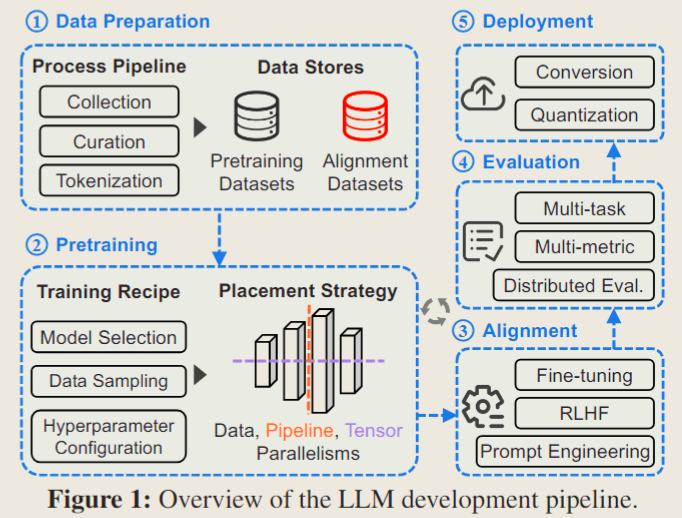 ① Data Preparation
Process Pipeline
Collection
Curation
Tokenization
Data Stores
Pretraining
Datasets
Alignment
Datasets
② Pretraining
Training Recipe
Model Selection
Data Sampling
Hyperparameter
Configuration
Placement Strategy
Data, Pipeline, Tensor
Parallelisms
③ Alignment
Fine-tuning
RLHF
Prompt Engineering
④ Evaluation
Multi-task
Multi-metric
Distributed Eval.
⑤ Deployment
Conversion
Quantization
Figure 1: Overview of the LLM development pipeline.